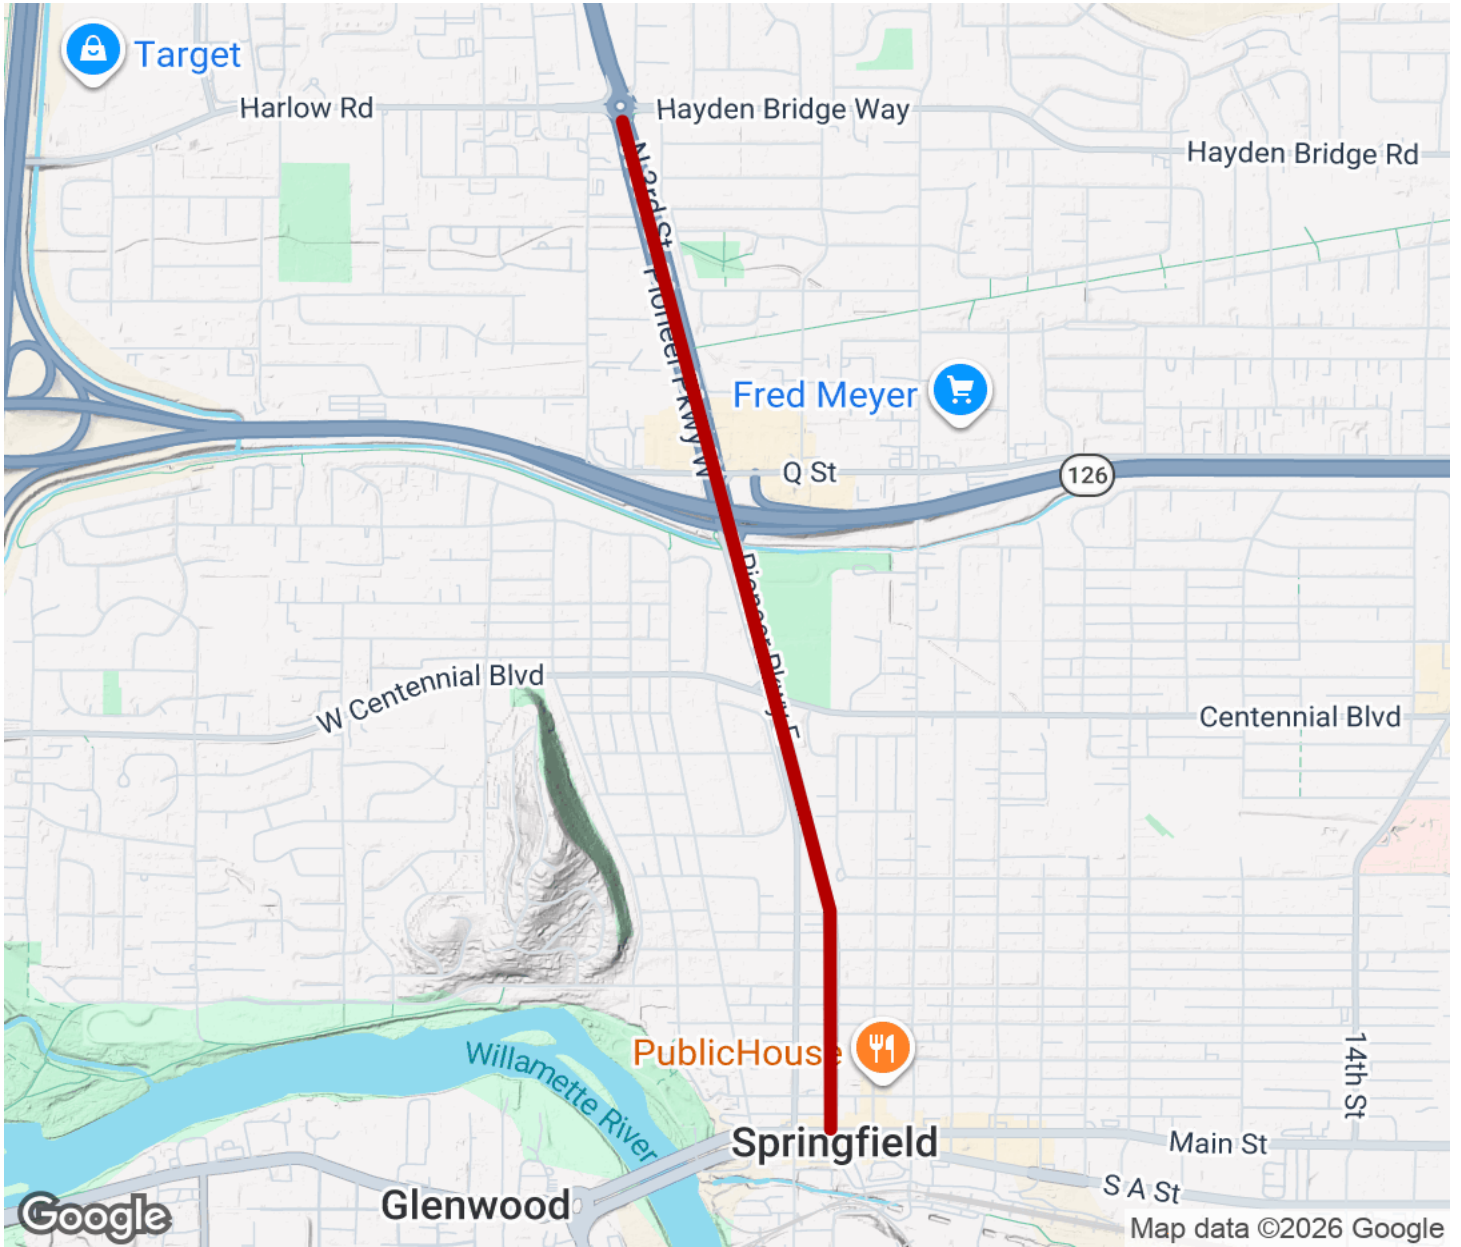 Target
Harlow Rd
Hayden Bridge Way
Hayden Bridge Rd
N 3rd St
Pioneer Pkwy W
Fred Meyer
Q St
126
Pioneer Pkwy E
W Centennial Blvd
Centennial Blvd
PublicHouse
14th St
Willamette River
Springfield
Main St
S A St
Glenwood
Google
Map data ©2026 Google